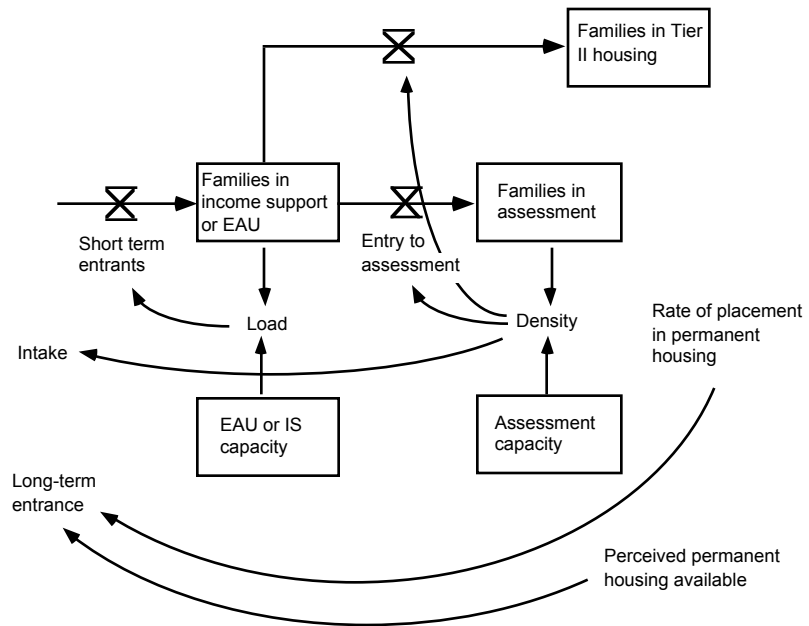 Families in Tier
II housing
Families in
income support
or EAU
Families in
assessment
Short term
entrants
Entry to
assessment
Load
Density
Rate of placement
in permanent
housing
Intake
EAU or IS
capacity
Assessment
capacity
Long-term
entrance
Perceived permanent
housing available